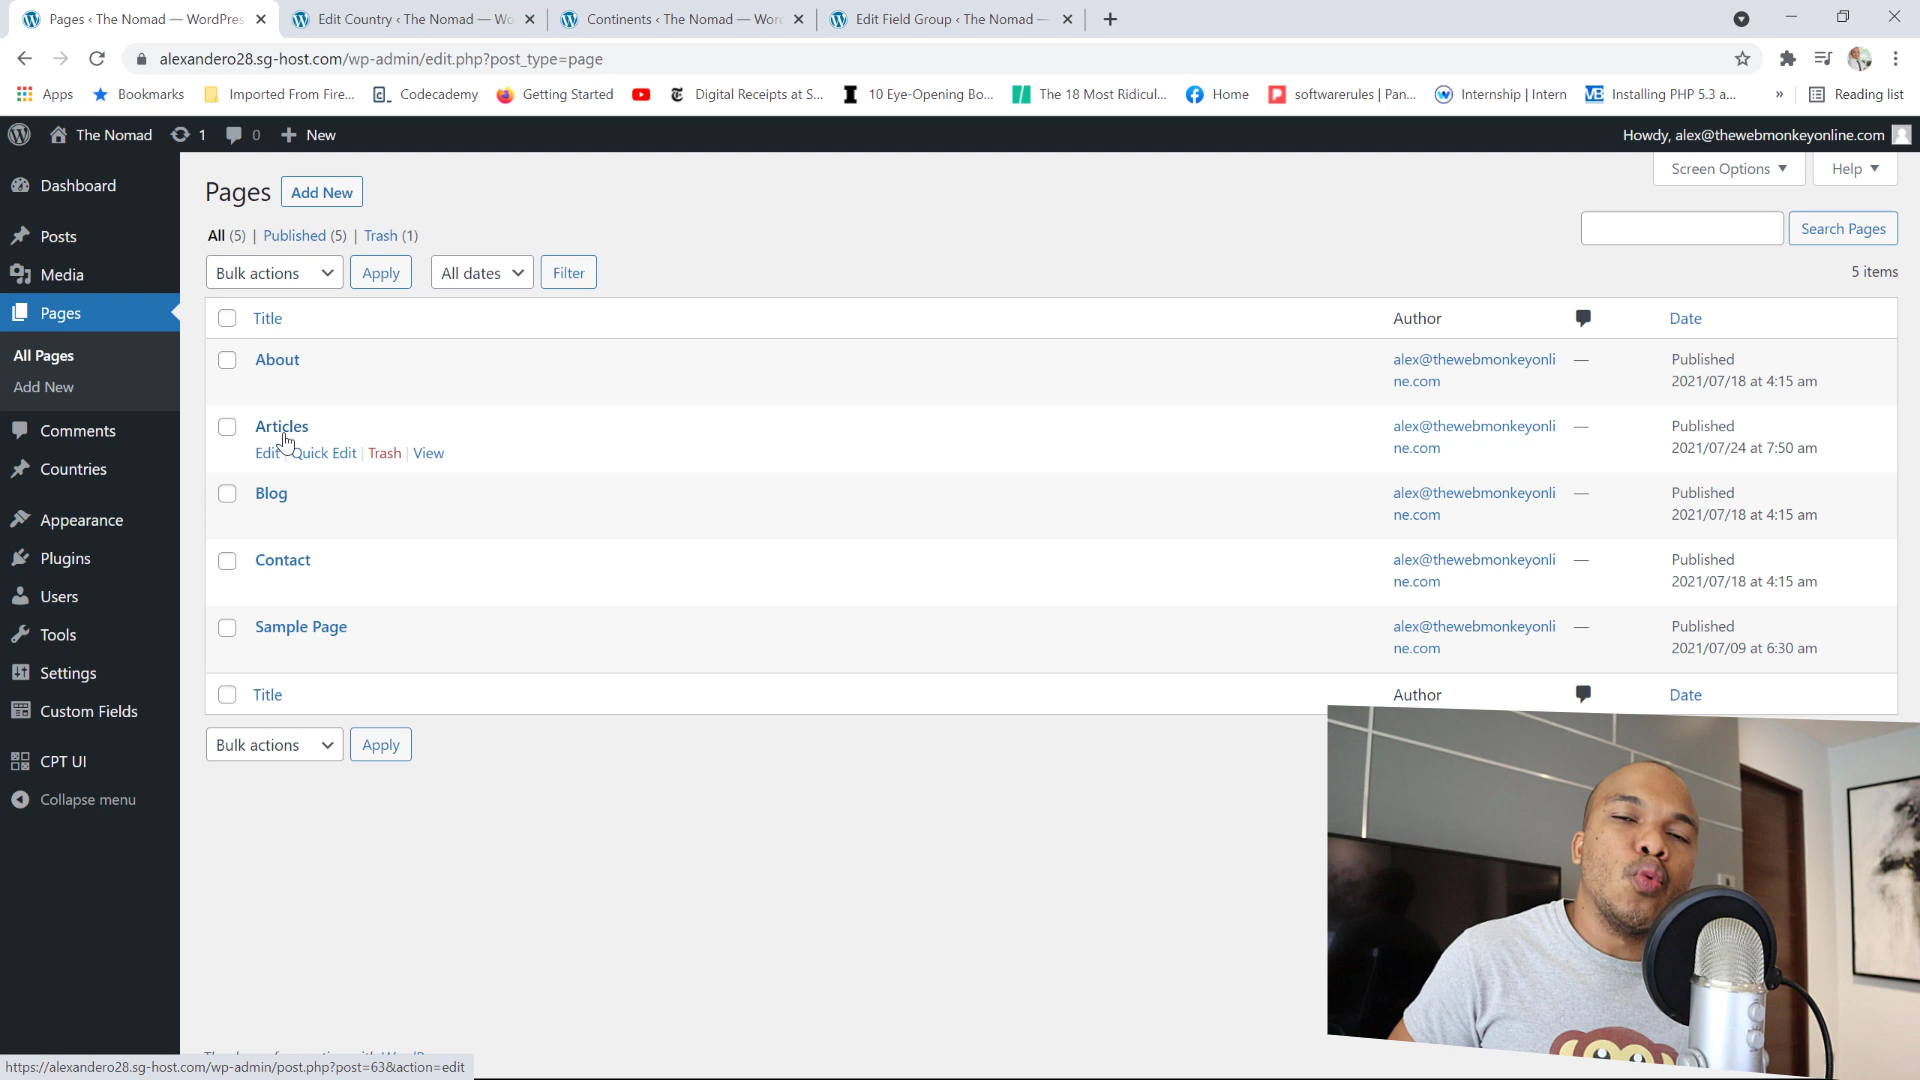 Pages ‹ The Nomad — WordPres
Edit Country ‹ The Nomad — Wo
Continents ‹ The Nomad — Wor
Edit Field Group ‹ The Nomad —
alexandero28.sg-host.com/wp-admin/edit.php?post_type=page
Apps
Bookmarks
Imported From Fire...
Codecademy
Getting Started
Digital Receipts at S...
10 Eye-Opening Bo...
The 18 Most Ridicul...
Home
softwarerules | Pan...
Internship | Intern
Installing PHP 5.3 a...
»
Reading list
The Nomad
1
0
New
Howdy, alex@thewebmonkeyonline.com
Screen Options
Help
Dashboard
Posts
Media
Pages
All Pages
Add New
Comments
Countries
Appearance
Plugins
Users
Tools
Settings
Custom Fields
CPT UI
Collapse menu
Pages
Add New
All (5) | Published (5) | Trash (1)
Search Pages
Bulk actions
Apply
All dates
Filter
5 items
Title
Author
Date
About
alex@thewebmonkeyonli
ne.com
—
Published
2021/07/18 at 4:15 am
Articles
Edit | Quick Edit | Trash | View
alex@thewebmonkeyonli
ne.com
—
Published
2021/07/24 at 7:50 am
Blog
alex@thewebmonkeyonli
ne.com
—
Published
2021/07/18 at 4:15 am
Contact
alex@thewebmonkeyonli
ne.com
—
Published
2021/07/18 at 4:15 am
Sample Page
alex@thewebmonkeyonli
ne.com
—
Published
2021/07/09 at 6:30 am
Title
Author
Date
Bulk actions
Apply
https://alexandero28.sg-host.com/wp-admin/post.php?post=63&action=edit